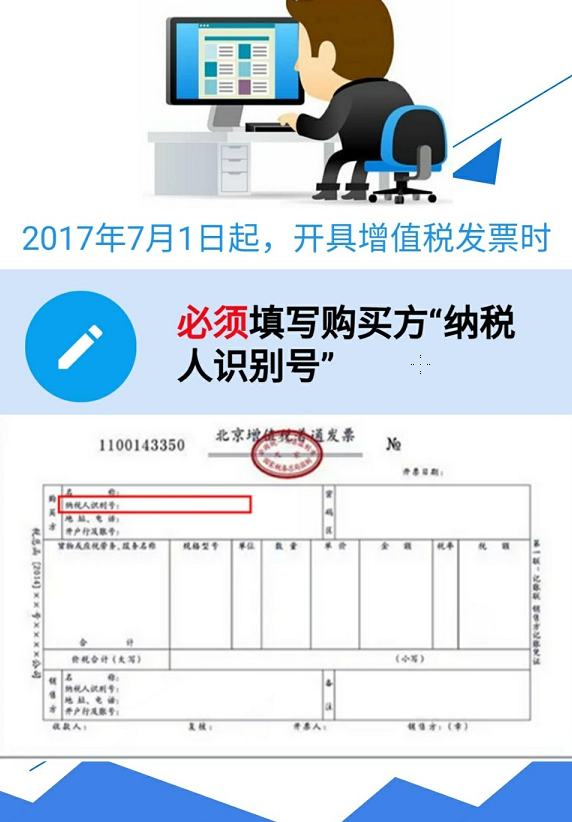 2017年7月1日起，开具增值税发票时
必须填写购买方“纳税
人识别号”
1100143350
北京增值税普通发票
№
开票日期：
购买方
名 称：
纳税人识别号：
地 址、电 话：
开户行及账号：
密码区
货物或应税劳务、服务名称 规格型号 单位 数 量 单 价 金 额 税率 税 额
合 计
价税合计（大写） （小写）
销售方
名 称：
纳税人识别号：
地 址、电 话：
开户行及账号：
备注
收款人： 复核： 开票人： 销售方：（章）
第一联：记账联 销售方记账凭证